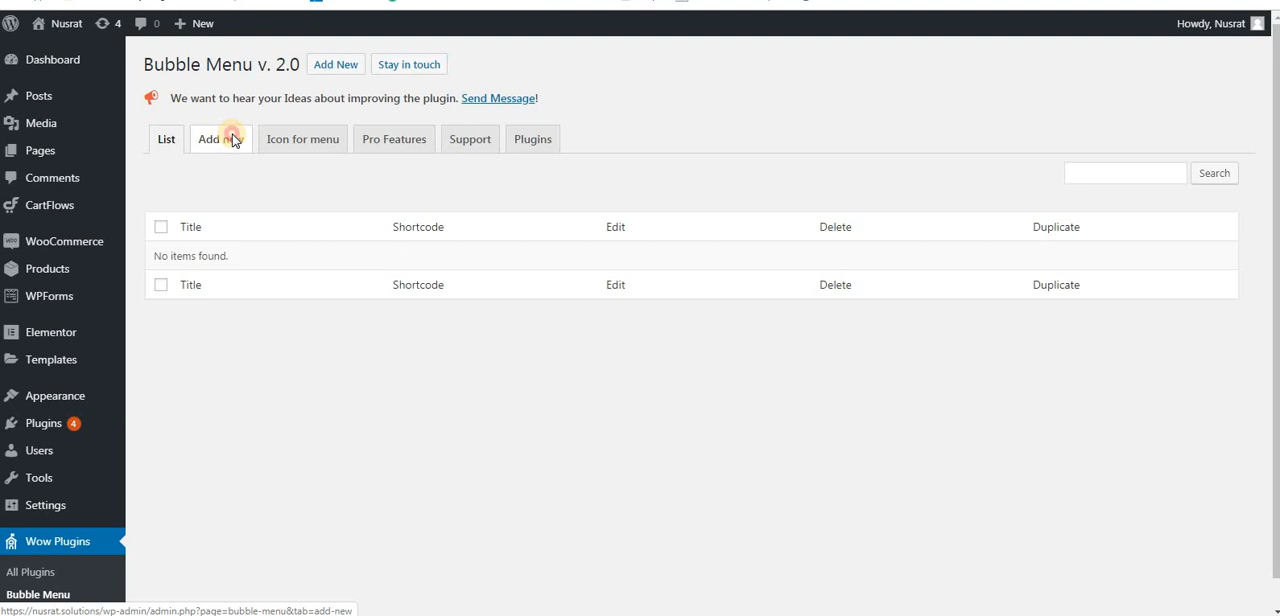 Nusrat 4 0 New Howdy, Nusrat
Dashboard
Posts
Media
Pages
Comments
CartFlows
WooCommerce
Products
WPForms
Elementor
Templates
Appearance
Plugins 4
Users
Tools
Settings
Wow Plugins
All Plugins
Bubble Menu
Bubble Menu v. 2.0 Add New Stay in touch
We want to hear your Ideas about improving the plugin. Send Message!
List Add new Icon for menu Pro Features Support Plugins
Search
Title Shortcode Edit Delete Duplicate
No items found.
Title Shortcode Edit Delete Duplicate
https://nusrat.solutions/wp-admin/admin.php?page=bubble-menu&tab=add-new